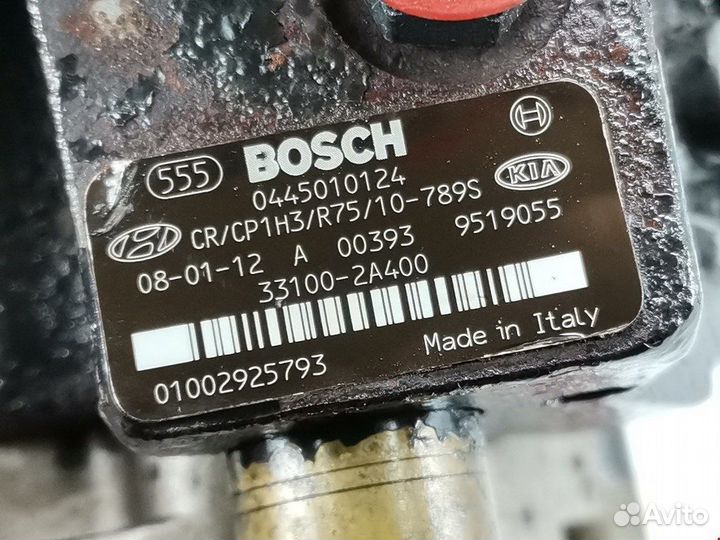 555 BOSCH
0445010124
CR/CP1H3/R75/10-789S KIA
08-01-12 A 00393 9519055
33100-2A400
01002925793 Made in Italy
Avito